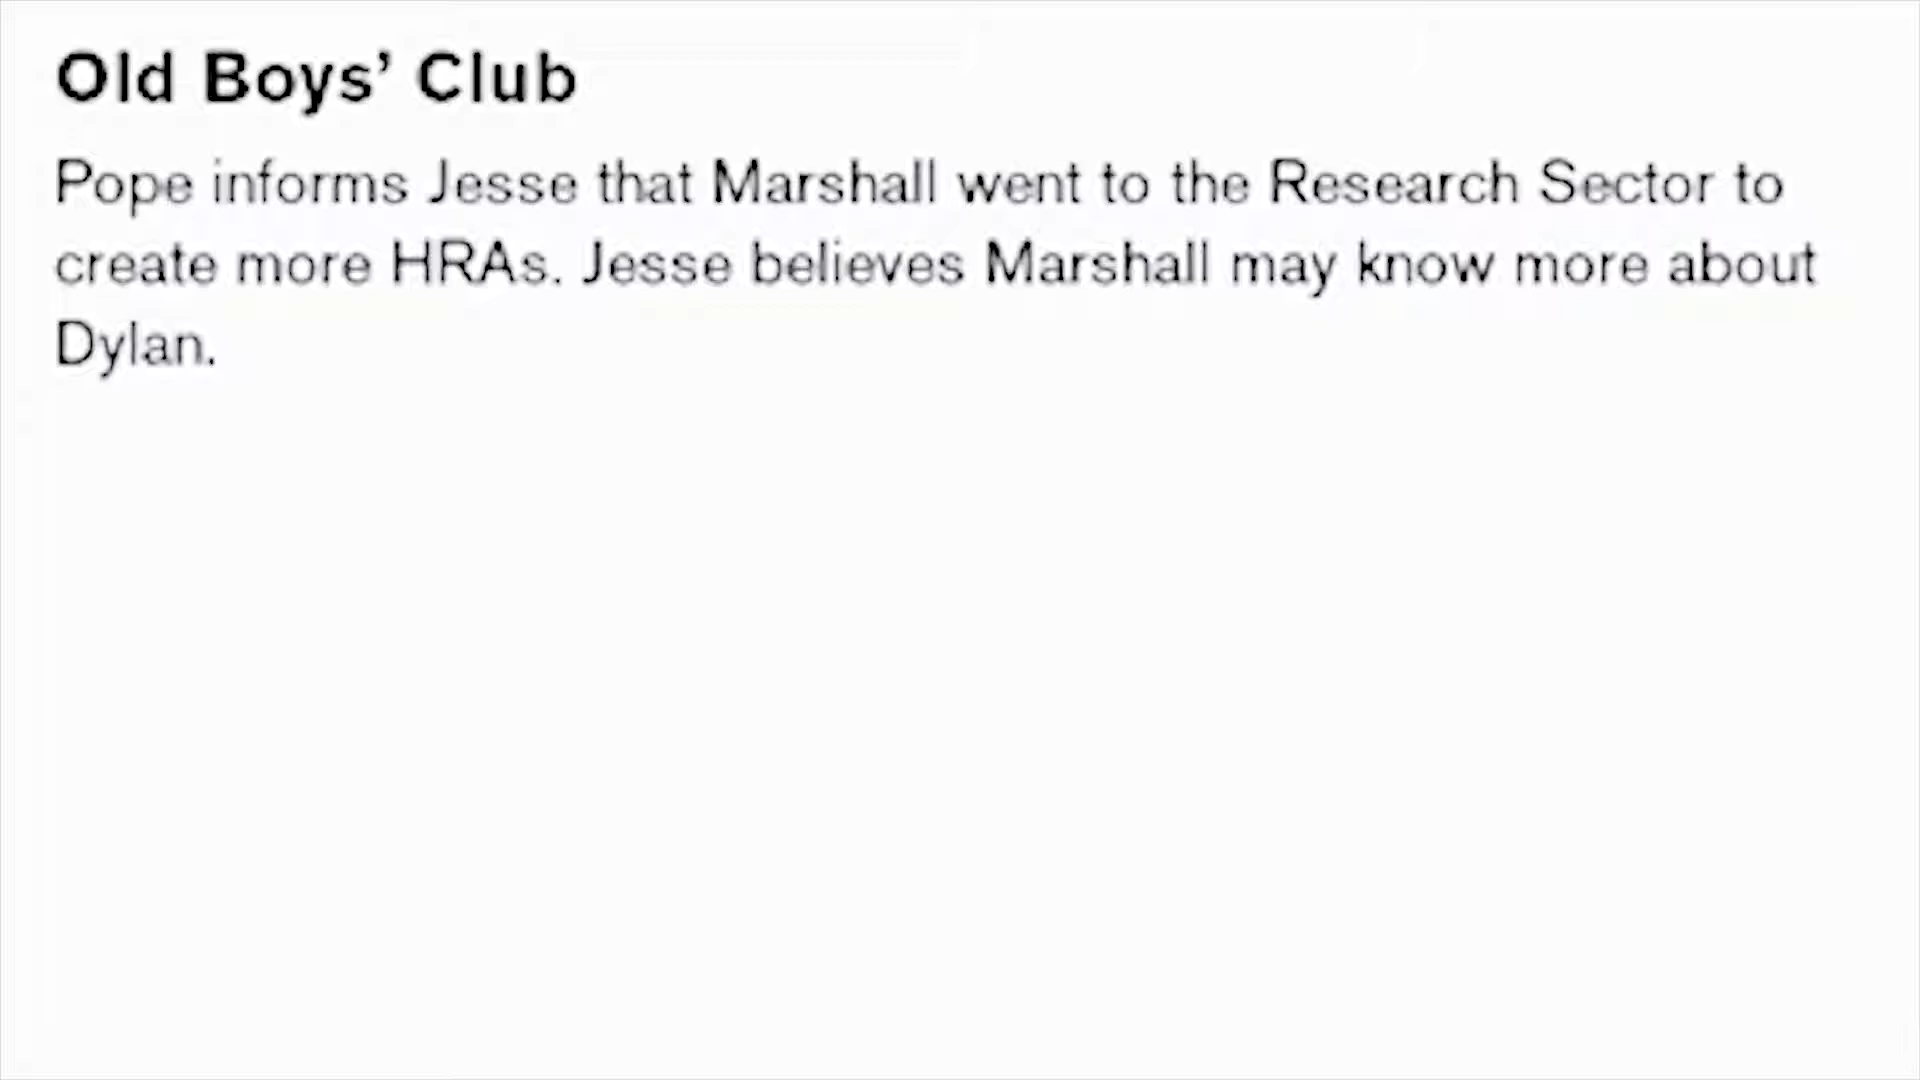 Old Boys’ Club
Pope informs Jesse that Marshall went to the Research Sector to
create more HRAs. Jesse believes Marshall may know more about
Dylan.